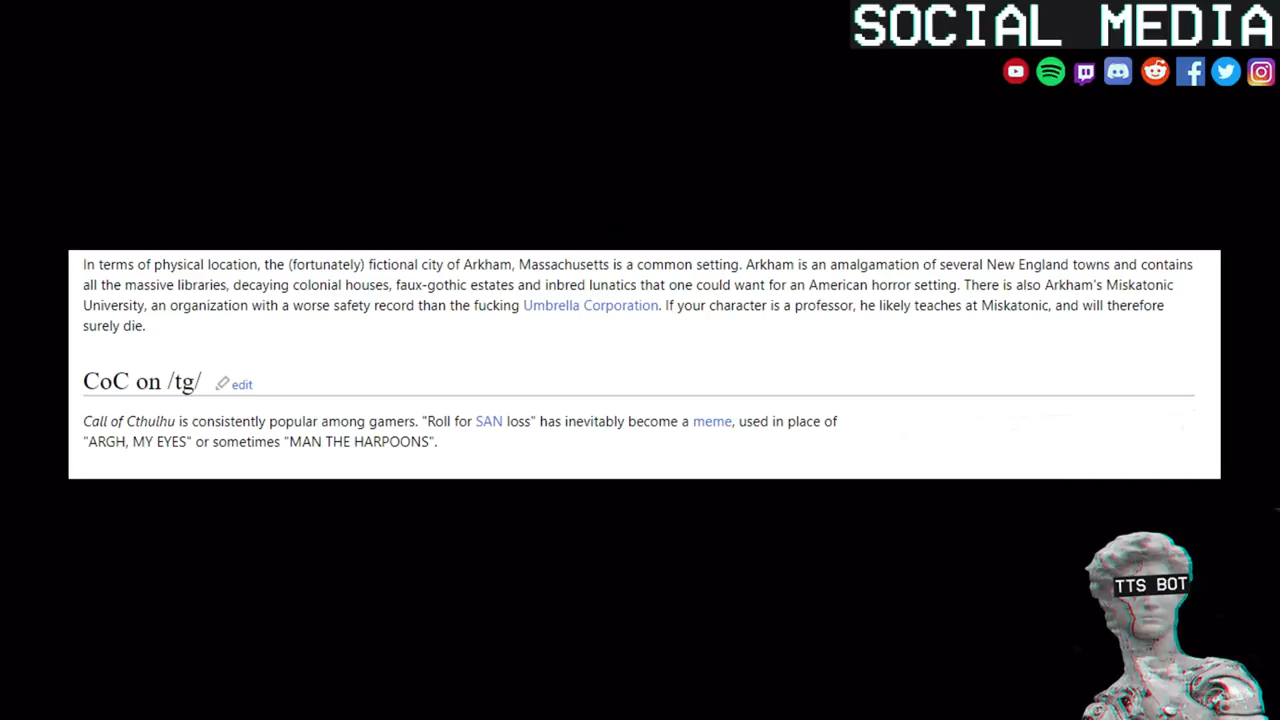 SOCIAL MEDIA
In terms of physical location, the (fortunately) fictional city of Arkham, Massachusetts is a common setting. Arkham is an amalgamation of several New England towns and contains
all the massive libraries, decaying colonial houses, faux-gothic estates and inbred lunatics that one could want for an American horror setting. There is also Arkham's Miskatonic
University, an organization with a worse safety record than the fucking Umbrella Corporation. If your character is a professor, he likely teaches at Miskatonic, and will therefore
surely die.
CoC on /tg/ edit
Call of Cthulhu is consistently popular among gamers. "Roll for SAN loss" has inevitably become a meme, used in place of
"ARGH, MY EYES" or sometimes "MAN THE HARPOONS".
TTS BOT